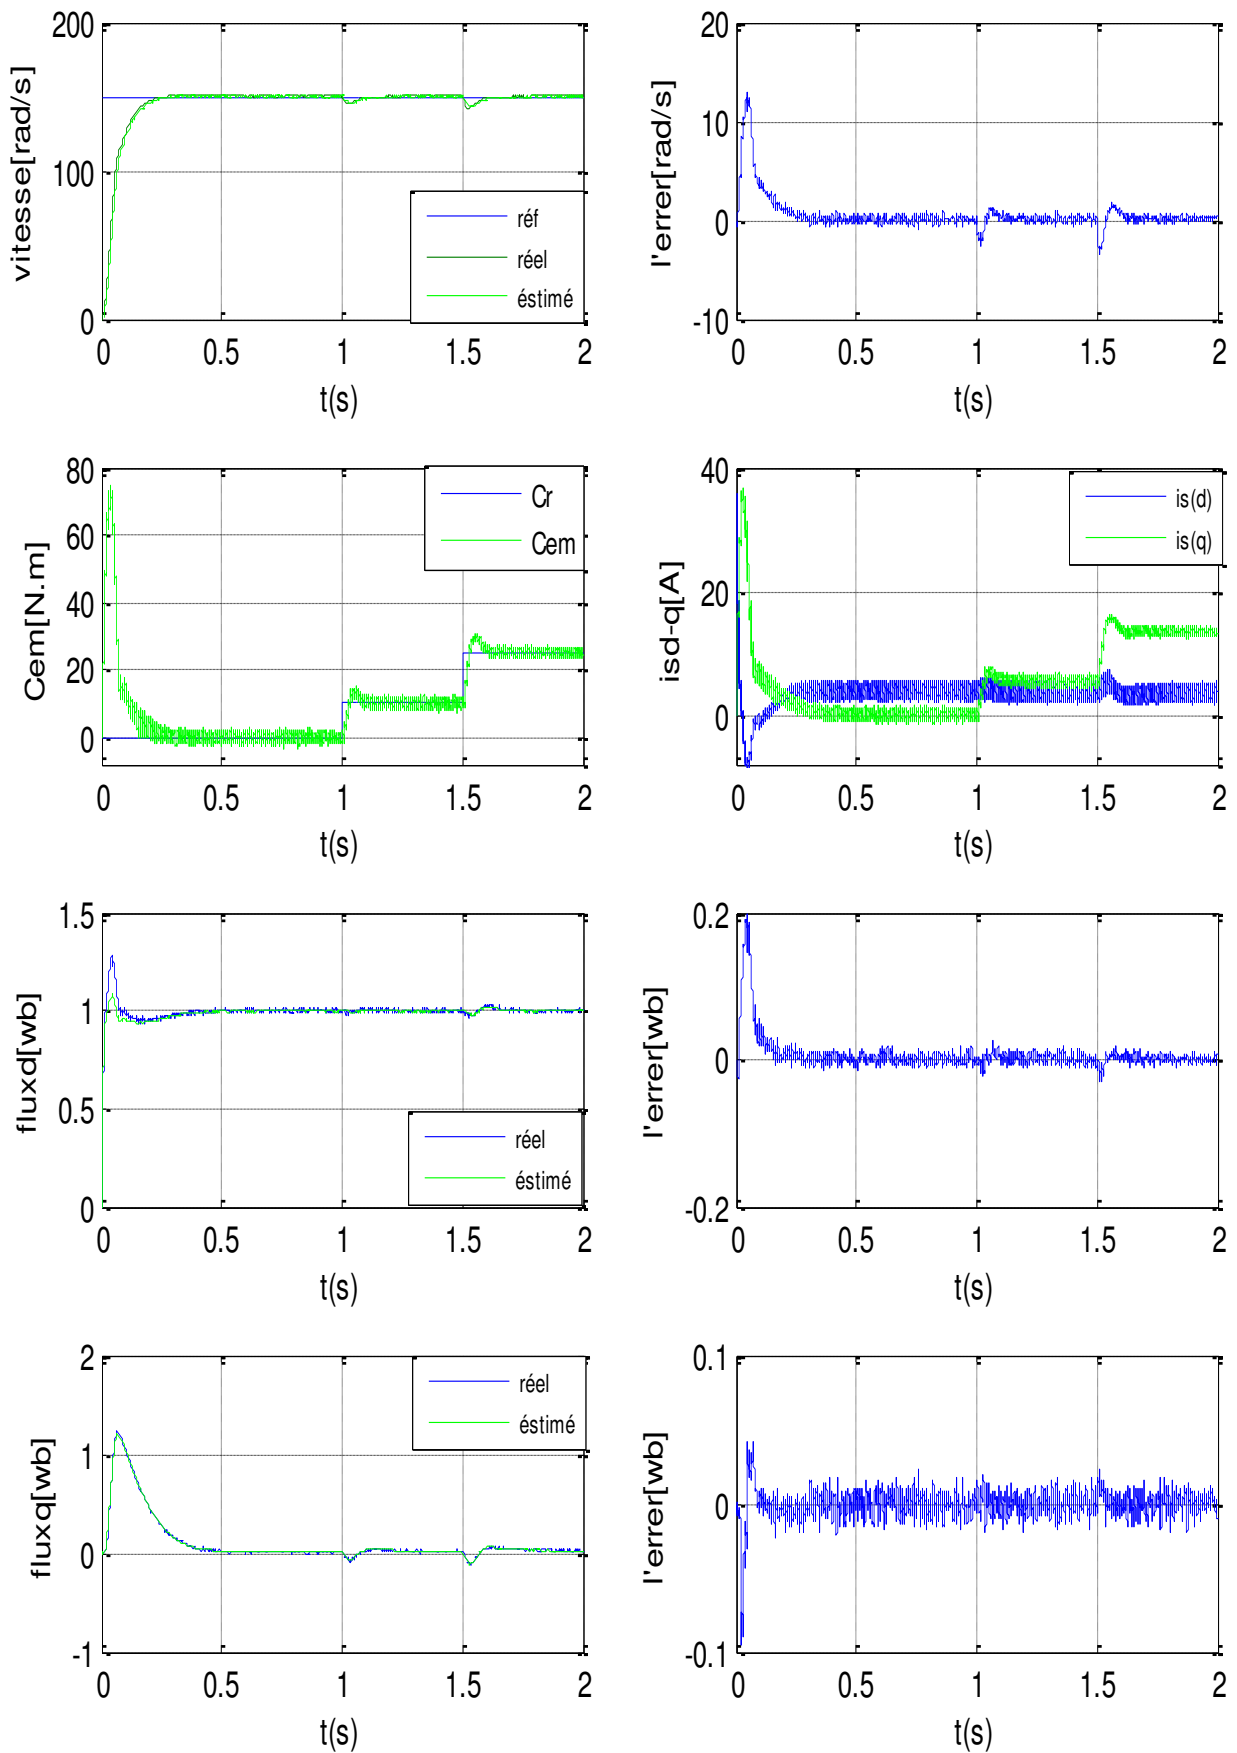 vitesse[rad/s]
200
100
0
réf
réel
éstimé
0 0.5 1 1.5 2
t(s)
l'errer[rad/s]
20
10
0
-10
0 0.5 1 1.5 2
t(s)
Cem[N.m]
80
60
40
20
0
Cr
Cem
0 0.5 1 1.5 2
t(s)
isd-q[A]
40
20
0
is(d)
is(q)
0 0.5 1 1.5 2
t(s)
fluxd[wb]
1.5
1
0.5
0
réel
éstimé
0 0.5 1 1.5 2
t(s)
l'errer[wb]
0.2
0
-0.2
0 0.5 1 1.5 2
t(s)
fluxq[wb]
2
1
0
-1
réel
éstimé
0 0.5 1 1.5 2
t(s)
l'errer[wb]
0.1
0
-0.1
0 0.5 1 1.5 2
t(s)